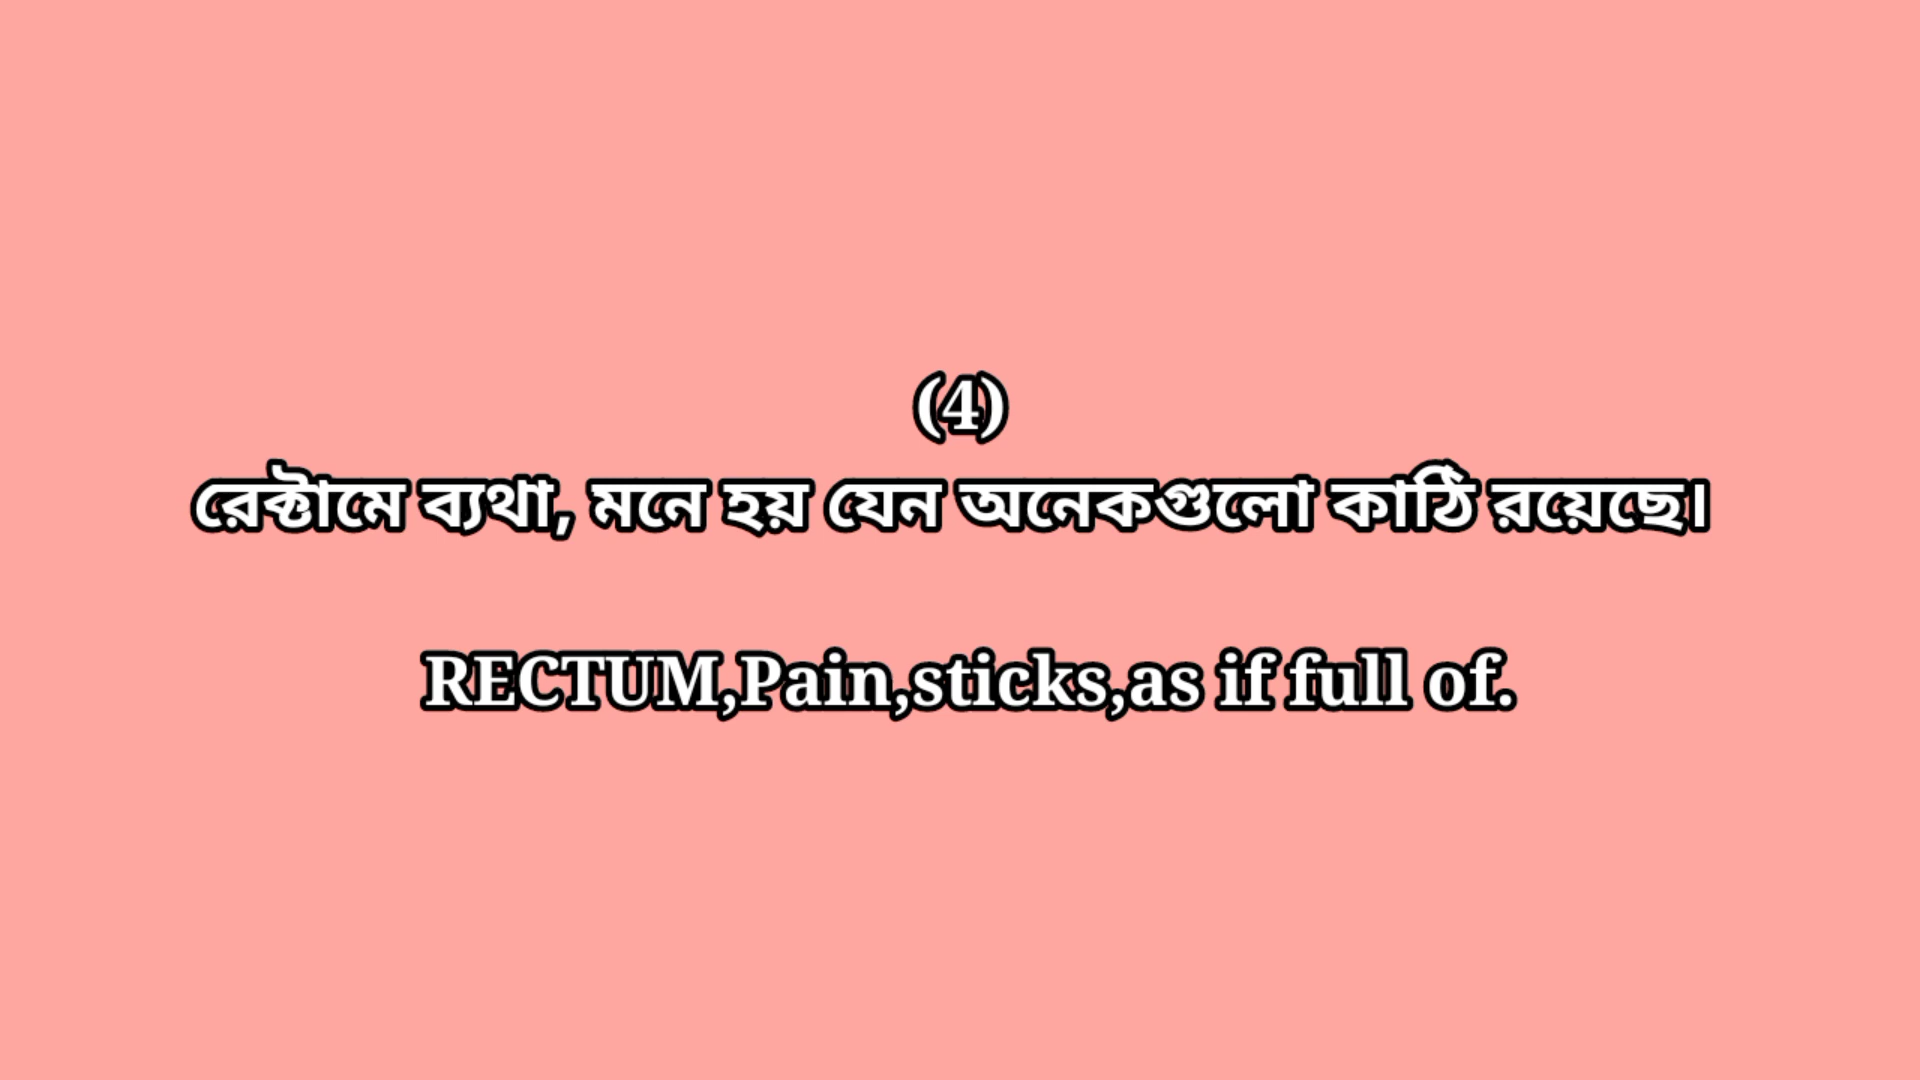 (4)
রেক্টামে ব্যথা, মনে হয় যেন অনেকগুলো কাঠি রয়েছে।
RECTUM,Pain,sticks,as if full of.